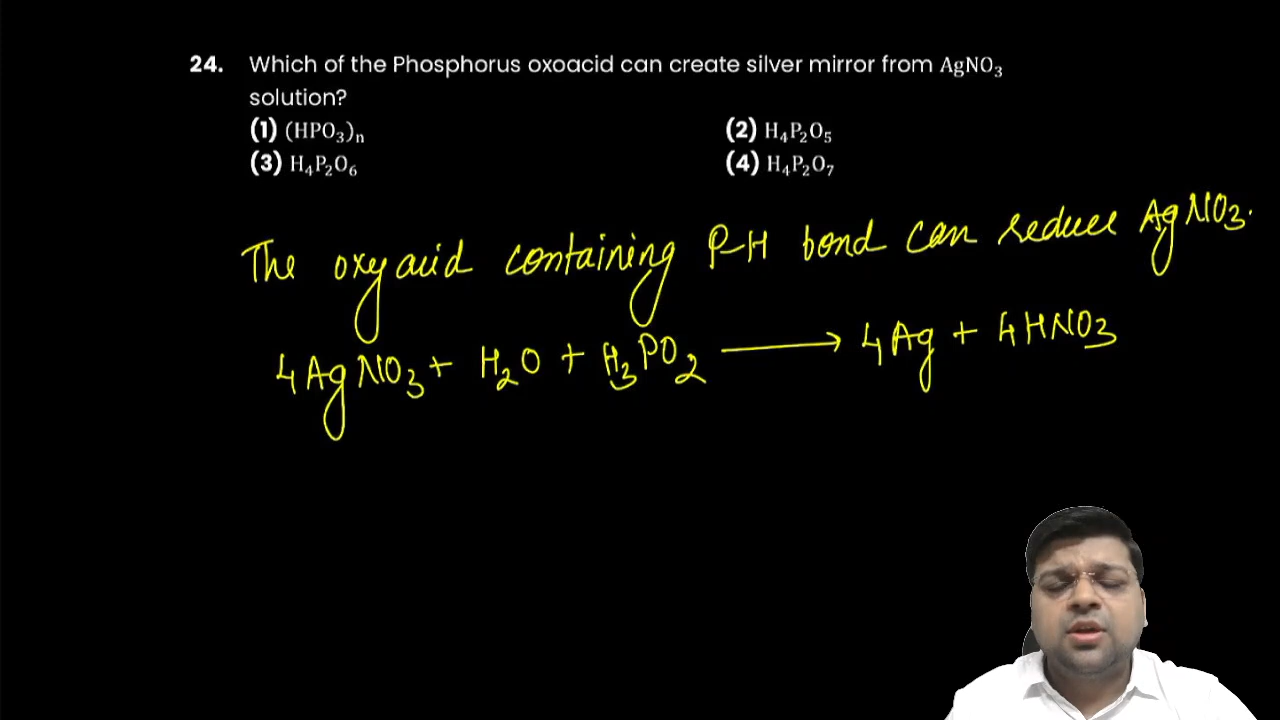 24. Which of the Phosphorus oxoacid can create silver mirror from AgNO₃
solution?
(1) (HPO₃)ₙ (2) H₄P₂O₅
(3) H₄P₂O₆ (4) H₄P₂O₇
The oxyacid containing P-H bond can reduce AgNO₃.
4AgNO₃ + H₂O + H₃PO₂ ⟶ 4Ag + 4HNO₃